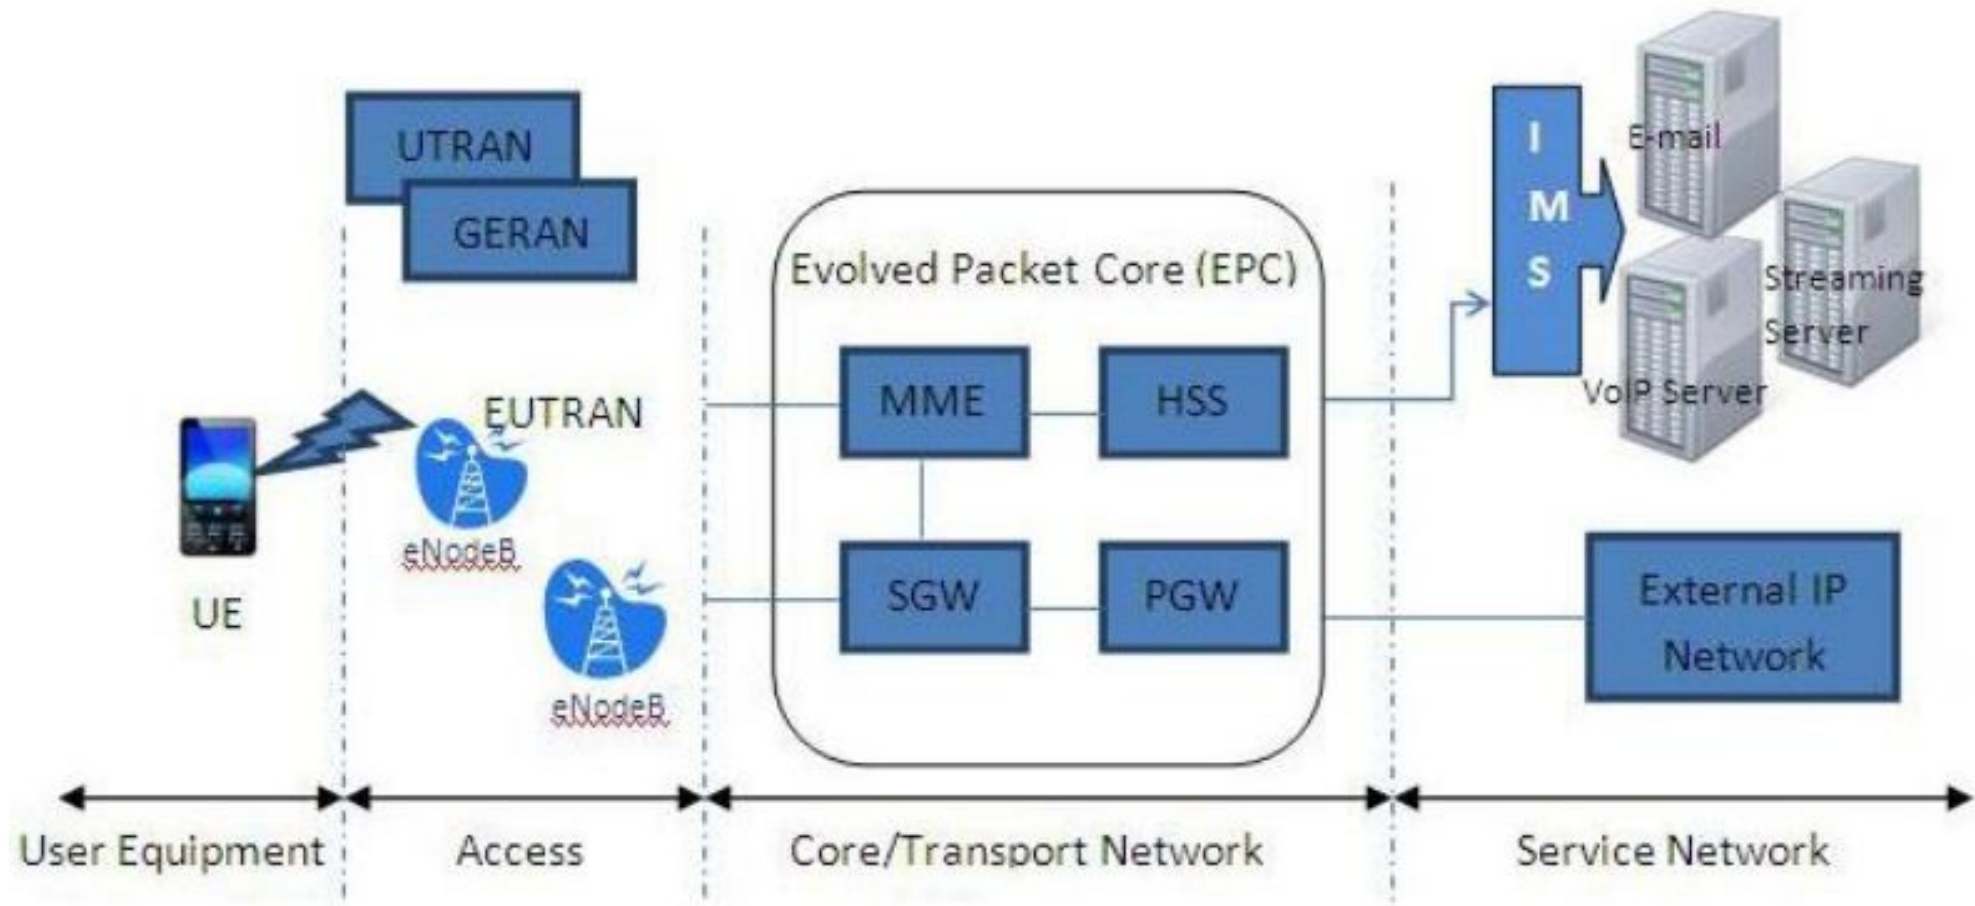 UTRAN
GERAN
EUTRAN
eNodeB
eNodeB
UE
Evolved Packet Core (EPC)
MME
HSS
SGW
PGW
I
M
S
E-mail
Streaming
Server
VoIP Server
External IP
Network
User Equipment
Access
Core/Transport Network
Service Network